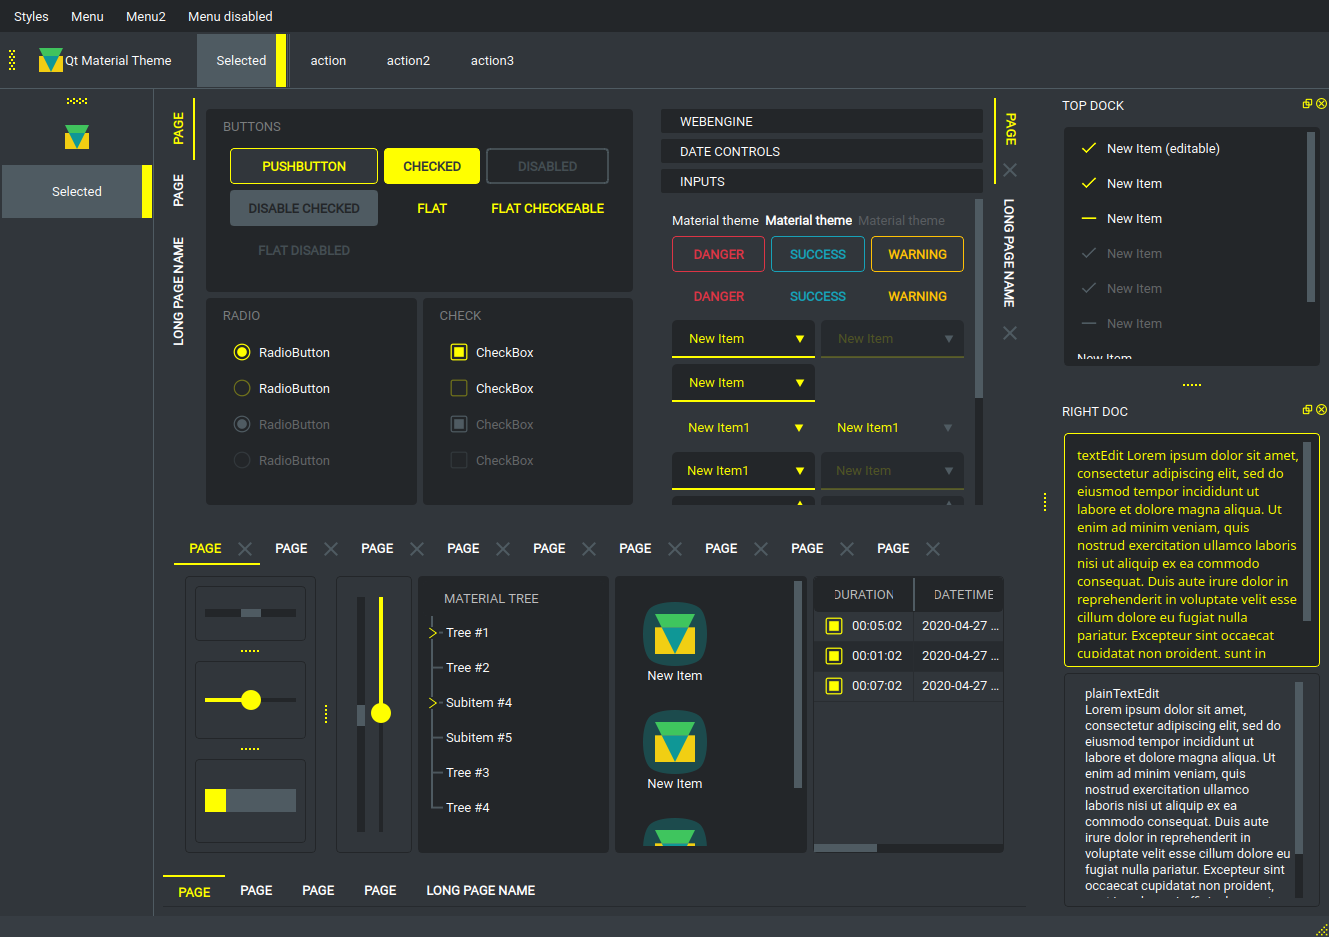 Styles Menu Menu2 Menu disabled
Qt Material Theme Selected action action2 action3
Selected
PAGE
PAGE
LONG PAGE NAME
BUTTONS
PUSHBUTTON CHECKED DISABLED
DISABLE CHECKED FLAT FLAT CHECKEABLE
FLAT DISABLED
RADIO
RadioButton
RadioButton
RadioButton
RadioButton
CHECK
CheckBox
CheckBox
CheckBox
CheckBox
WEBENGINE
DATE CONTROLS
INPUTS
Material theme Material theme Material theme
DANGER SUCCESS WARNING
DANGER SUCCESS WARNING
New Item New Item
New Item
New Item1 New Item1
New Item1 New Item
PAGE
LONG PAGE NAME
TOP DOCK
New Item (editable)
New Item
New Item
New Item
New Item
New Item
New Item
RIGHT DOC
textEdit Lorem ipsum dolor sit amet,
consectetur adipiscing elit, sed do
eiusmod tempor incididunt ut
labore et dolore magna aliqua. Ut
enim ad minim veniam, quis
nostrud exercitation ullamco laboris
nisi ut aliquip ex ea commodo
consequat. Duis aute irure dolor in
reprehenderit in voluptate velit esse
cillum dolore eu fugiat nulla
pariatur. Excepteur sint occaecat
cupidatat non proident, sunt in
plainTextEdit
Lorem ipsum dolor sit amet,
consectetur adipiscing elit, sed do
eiusmod tempor incididunt ut
labore et dolore magna aliqua. Ut
enim ad minim veniam, quis
nostrud exercitation ullamco
laboris nisi ut aliquip ex ea
commodo consequat. Duis aute
irure dolor in reprehenderit in
voluptate velit esse cillum dolore eu
fugiat nulla pariatur. Excepteur sint
occaecat cupidatat non proident,
PAGE PAGE PAGE PAGE PAGE PAGE PAGE PAGE PAGE
MATERIAL TREE
Tree #1
Tree #2
Subitem #4
Subitem #5
Tree #3
Tree #4
New Item
New Item
DURATION DATETIME
00:05:02 2020-04-27 ...
00:01:02 2020-04-27 ...
00:07:02 2020-04-27 ...
PAGE PAGE PAGE PAGE LONG PAGE NAME